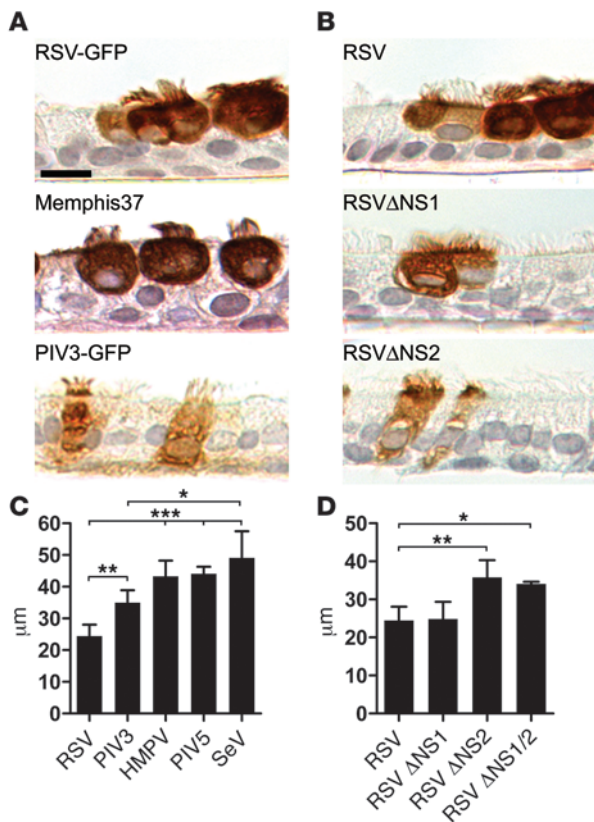 A
B
RSV-GFP
RSV
Memphis37
RSVΔNS1
PIV3-GFP
RSVΔNS2
C
D
*
***
**
*
**
60
50
40
30
20
10
0
μm
50
40
30
20
10
0
μm
RSV
PIV3
HMPV
PIV5
SeV
RSV
RSV ΔNS1
RSV ΔNS2
RSV ΔNS1/2